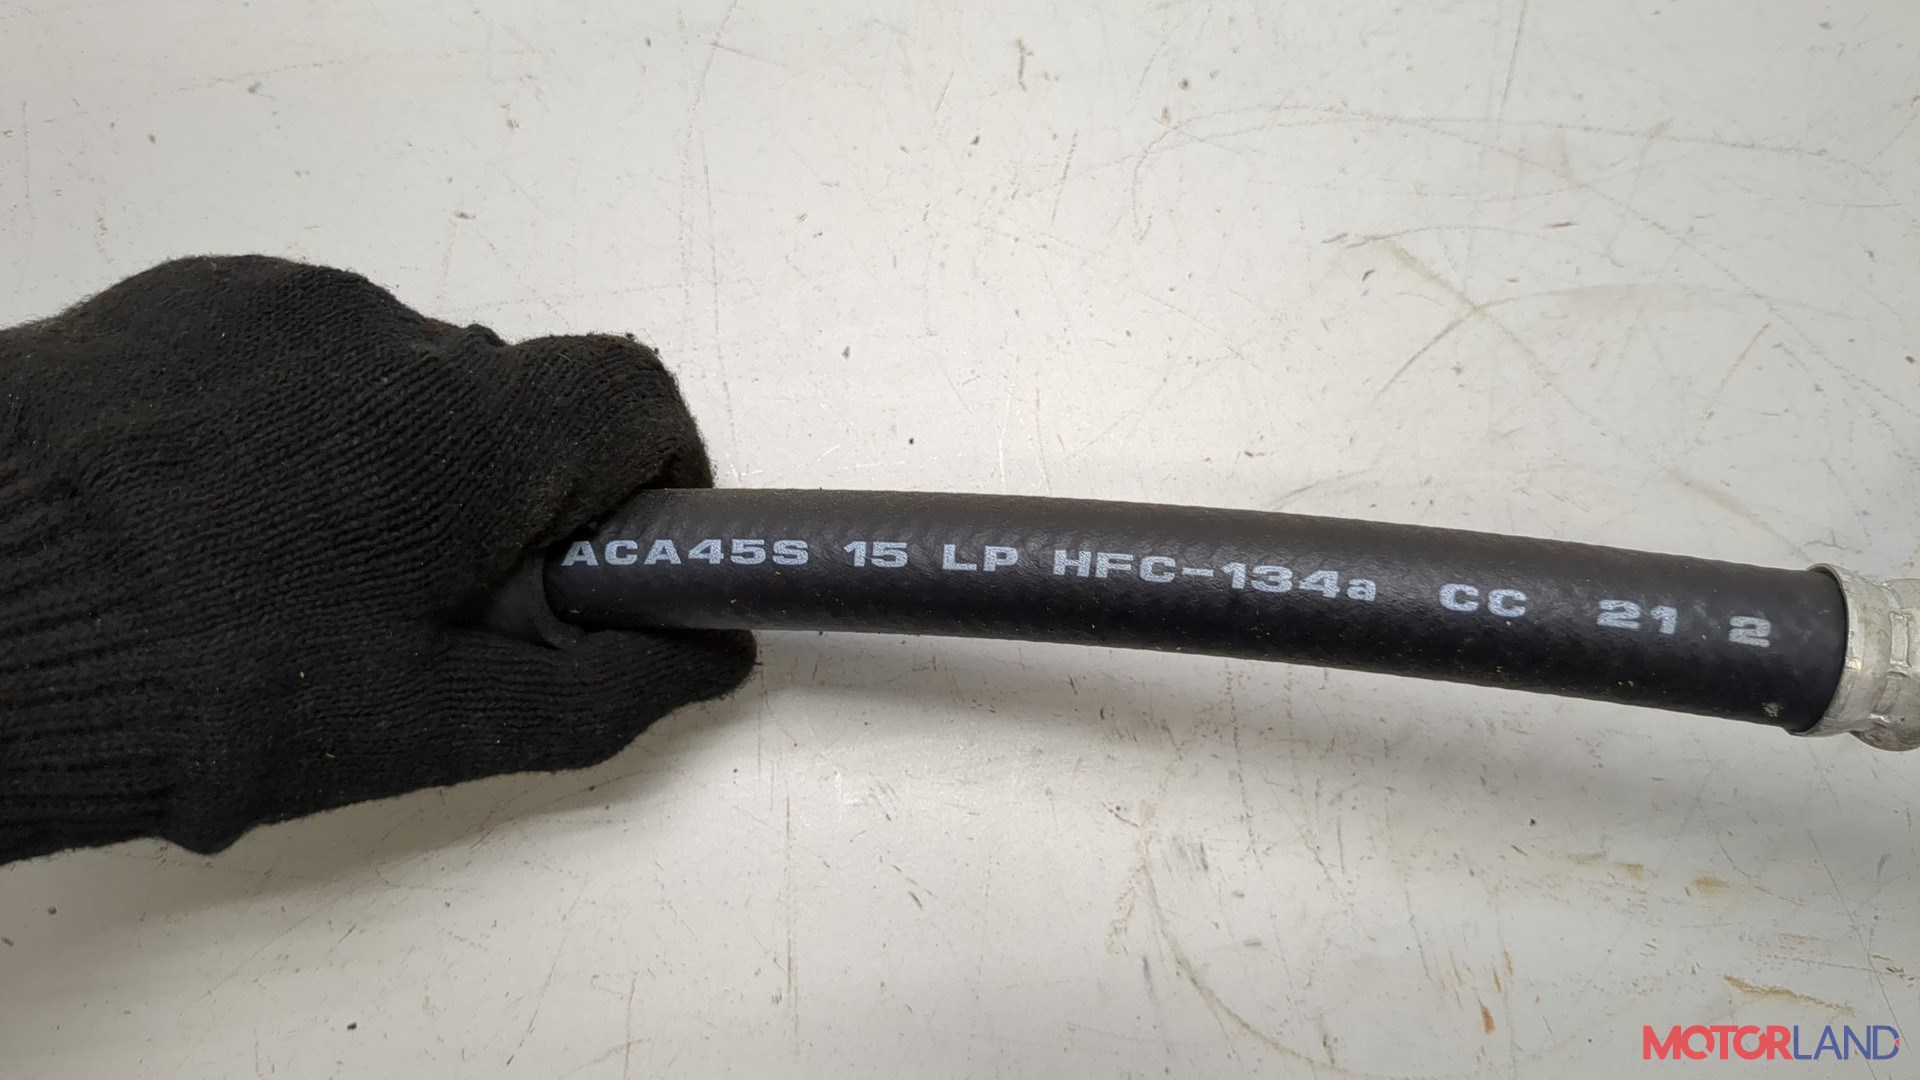 ACA45S 15 LP HFC-134a CC 21 2
MOTORLAND